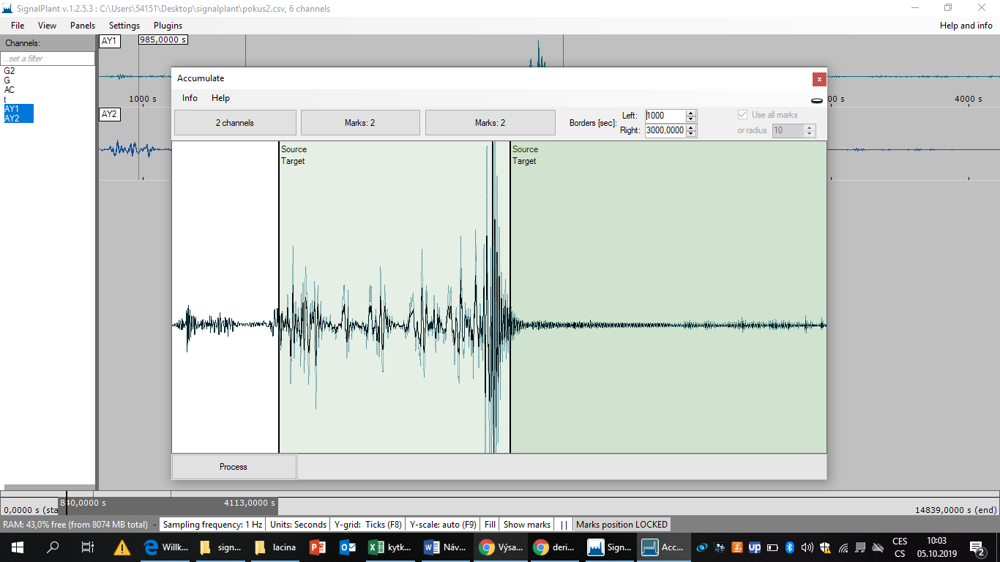 SignalPlant v.1.2.5.3 : C:\Users\54151\Desktop\signalplant\pokus2.csv, 6 channels
File View Panels Settings Plugins Help and info
Channels:
...set a filter
G2
G
AC
t
AY1
AY2
AY1 985,0000 s
1000 s
00 s 4000 s
AY2
Accumulate
x
Info Help
2 channels Marks: 2 Marks: 2
Borders [sec]: Left: 1000
Right: 3000,0000
Use all marks
or radius 10
Source
Target
Source
Target
Process
0,0000 s (sta 840,0000 s 4113,0000 s 14839,0000 s (end)
RAM: 43,0% free (from 8074 MB total) - Sampling frequency: 1 Hz Units: Seconds Y-grid: Ticks (F8) Y-scale: auto (F9) Fill Show marks || Marks position LOCKED
Willk... sign... lacina kytk... Náv... Výsa... deri... Sign... Acc... up CES 10:03
CS 05.10.2019 2